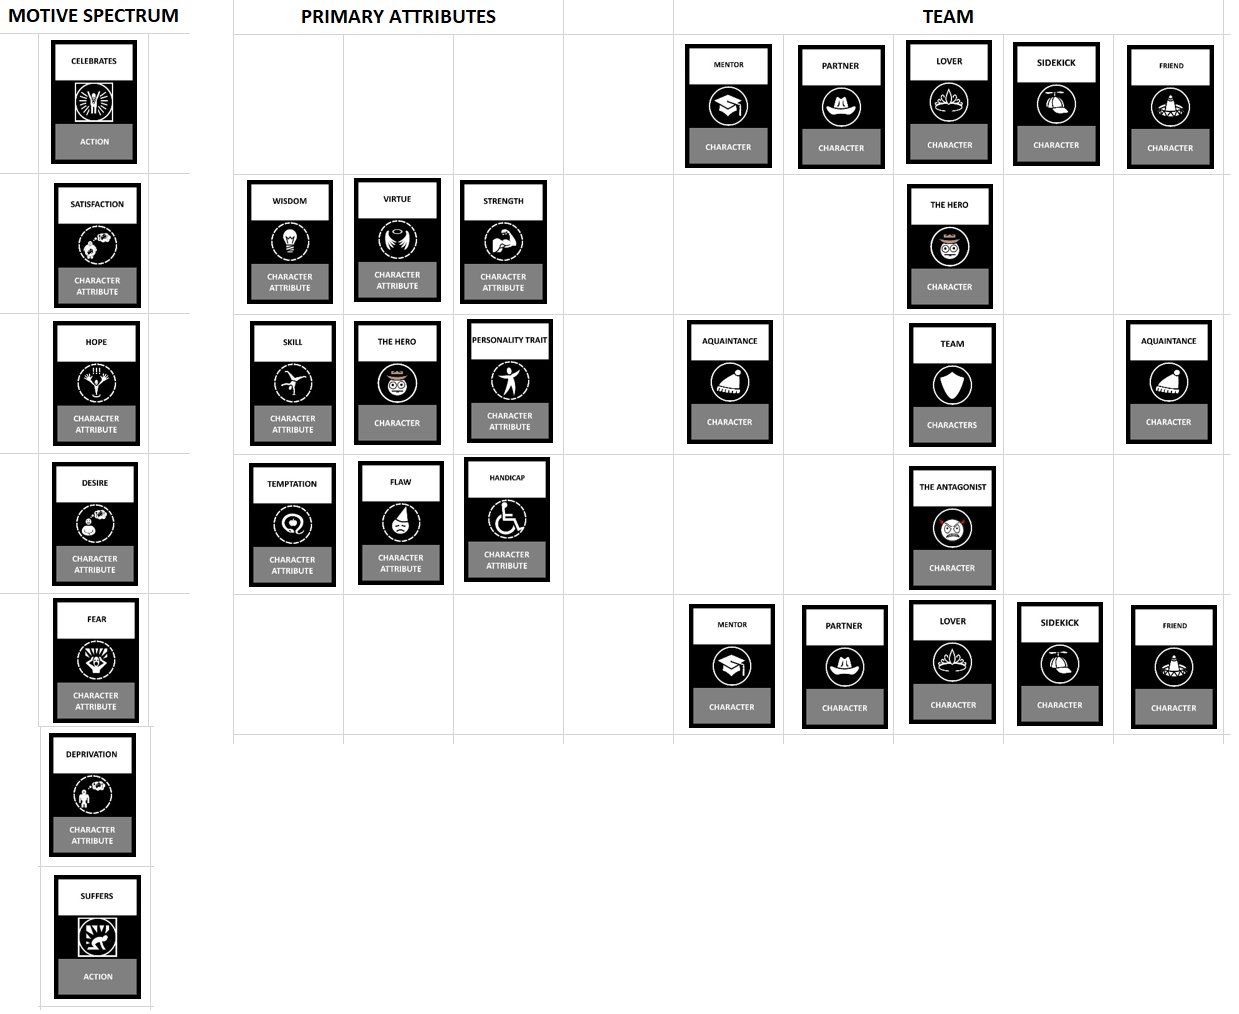 MOTIVE SPECTRUM
PRIMARY ATTRIBUTES
TEAM
CELEBRATES
ACTION
MENTOR
CHARACTER
PARTNER
CHARACTER
LOVER
CHARACTER
SIDEKICK
CHARACTER
FRIEND
CHARACTER
SATISFACTION
CHARACTER
ATTRIBUTE
WISDOM
CHARACTER
ATTRIBUTE
VIRTUE
CHARACTER
ATTRIBUTE
STRENGTH
CHARACTER
ATTRIBUTE
THE HERO
CHARACTER
HOPE
!!!
CHARACTER
ATTRIBUTE
SKILL
CHARACTER
ATTRIBUTE
THE HERO
CHARACTER
PERSONALITY TRAIT
CHARACTER
ATTRIBUTE
AQUAINTANCE
CHARACTER
TEAM
CHARACTERS
AQUAINTANCE
CHARACTER
DESIRE
CHARACTER
ATTRIBUTE
TEMPTATION
CHARACTER
ATTRIBUTE
FLAW
CHARACTER
ATTRIBUTE
HANDICAP
CHARACTER
ATTRIBUTE
THE ANTAGONIST
CHARACTER
FEAR
CHARACTER
ATTRIBUTE
MENTOR
CHARACTER
PARTNER
CHARACTER
LOVER
CHARACTER
SIDEKICK
CHARACTER
FRIEND
CHARACTER
DEPRIVATION
CHARACTER
ATTRIBUTE
SUFFERS
ACTION